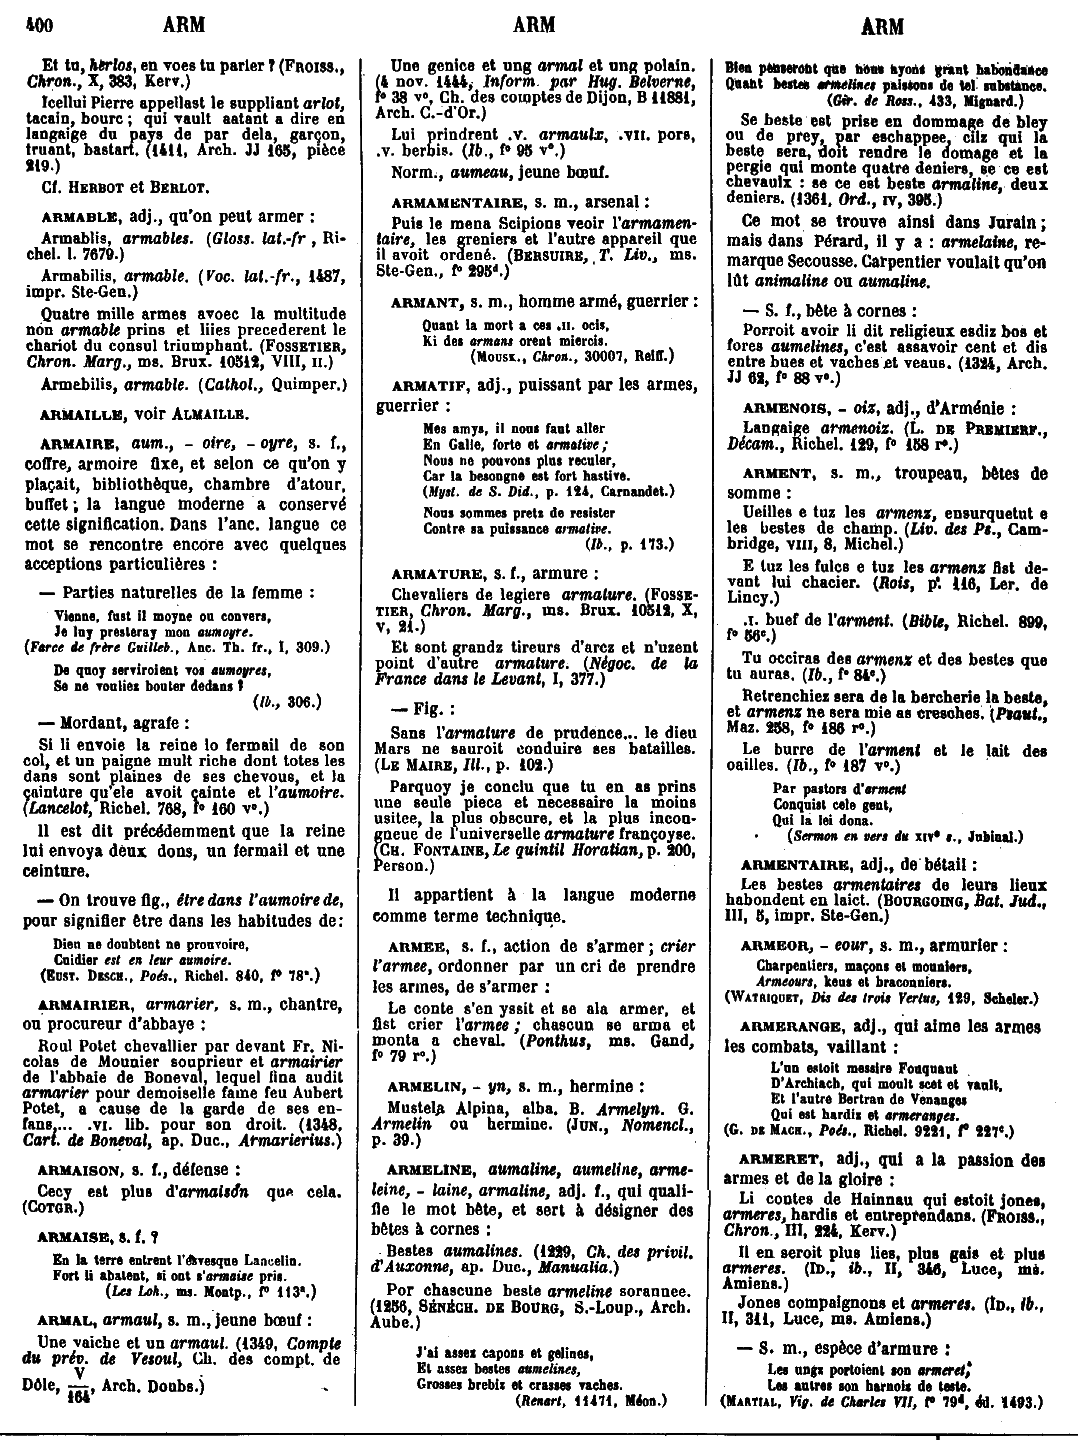 400 ARM ARM ARM
Et tu, herlos, en voes tu parler ? (FROISS.,
Chron., X, 383, Kerv.)
Icellui Pierre appellast le suppliant arlot,
tacain, bourc ; qui vault autant a dire en
langaige du pays de par dela, garçon,
truant, bastart. (1411, Arch. JJ 165, pièce
219.)
Cf. HERBOT et BERLOT.
ARMABLE, adj., qu'on peut armer :
Armablis, armables. (Gloss. lat.-fr , Ri-
chel. l. 7679.)
Armabilis, armable. (Voc. lat.-fr., 1487,
impr. Ste-Gen.)
Quatre mille armes avoec la multitude
non armable prins et liies precederent le
chariot du consul triumphant. (FOSSETIER,
Chron. Marg., ms. Brux. 10512, VIII, II.)
Armebilis, armable. (Cathol., Quimper.)
ARMAILLE, voir ALMAILLE.
ARMAIRE, aum., - oire, - oyre, s. f.,
coffre, armoire fixe, et selon ce qu'on y
plaçait, bibliothèque, chambre d'atour,
buffet ; la langue moderne a conservé
cette signification. Dans l'anc. langue ce
mot se rencontre encore avec quelques
acceptions particulières :
— Parties naturelles de la femme :
Vienne, fust il moyne ou convers,
Je luy presteray mon aumoyre.
(Farce de frère Guilleb., Anc. Th. fr., I, 309.)
De quoy serviroient vos aumoyres,
Se ne vouliez bouter dedans ?
(Ib., 306.)
— Mordant, agrafe :
Si li envoie la reine lo fermail de son
col, et un paigne mult riche dont totes les
dans sont plaines de ses chevous, et la
çainture qu'ele avoit çainte et l'aumoire.
(Lancelot, Richel. 768, f° 160 v°.)
Il est dit précédemment que la reine
lui envoya deux dons, un fermail et une
ceinture.
— On trouve fig., être dans l'aumoire de,
pour signifier être dans les habitudes de :
Dieu ne doubtent ne prouvoire,
Cuidier est en leur aumoire.
(EUST. DESCH., Poés., Richel. 840, f° 78ª.)
ARMAIRIER, armarier, s. m., chantre,
ou procureur d'abbaye :
Roul Potet chevallier par devant Fr. Ni-
colas de Mounier souprieur et armairier
de l'abbaie de Boneval, lequel fina audit
armarier pour demoiselle fame feu Aubert
Potet, a cause de la garde de ses en-
fans,... .VI. lib. pour son droit. (1348,
Cart. de Boneval, ap. Duc., Armarierius.)
ARMAISON, s. f., défense :
Cecy est plus d'armaison que cela.
(COTGR.)
ARMAISE, s. f. ?
En la terre entrent l'evesque Lancelin.
Fort li abatent, si ont s'armaise pris.
(Les Loh., ms. Montp., f° 113ª.)
ARMAL, armaul, s. m., jeune bœuf :
Une vaiche et un armaul. (1349, Compte
du prév. de Vesoul, Ch. des compt. de
Dôle, V/164, Arch. Doubs.)
Une genice et ung armal et ung polain.
(4 nov. 1444, Inform. par Hug. Belverne,
f° 38 v°, Ch. des comptes de Dijon, B 11881,
Arch. C.-d'Or.)
Lui prindrent .v. armaulx, .VII. pors,
.v. berbis. (Ib., f° 95 v°.)
Norm., aumeau, jeune bœuf.
ARMAMENTAIRE, s. m., arsenal :
Puis le mena Scipions veoir l'armamen-
taire, les greniers et l'autre appareil que
il avoit ordené. (BERSUIRE, T. Liv., ms.
Ste-Gen., f° 295ᵈ.)
ARMANT, s. m., homme armé, guerrier :
Quant la mort a ces .II. ocis,
Ki des armans orent miercis.
(MOUSK., Chron., 30007, Reiff.)
ARMATIF, adj., puissant par les armes,
guerrier :
Mes amys, il nous faut aller
En Galie, forte et armative ;
Nous ne pouvons plus reculer,
Car la besongne est fort hastive.
(Myst. de S. Did., p. 124, Carnandet.)
Nous sommes prets de resister
Contre sa puissance armative.
(Ib., p. 173.)
ARMATURE, s. f., armure :
Chevaliers de legiere armature. (FOSSE-
TIER, Chron. Marg., ms. Brux. 10512, X,
V, 21.)
Et sont grandz tireurs d'arcz et n'uzent
point d'autre armature. (Négoc. de la
France dans le Levant, I, 377.)
— Fig. :
Sans l'armature de prudence... le dieu
Mars ne sauroit conduire ses batailles.
(LE MAIRE, Ill., p. 102.)
Parquoy je conclu que tu en as prins
une seule piece et necessaire la moins
usitee, la plus obscure, et la plus incon-
gneue de l'universelle armature françoyse.
(CH. FONTAINE, Le quintil Horatian, p. 200,
Person.)
Il appartient à la langue moderne
comme terme technique.
ARMEE, s. f., action de s'armer ; crier
l'armee, ordonner par un cri de prendre
les armes, de s'armer :
Le conte s'en yssit et se ala armer, et
fist crier l'armee ; chascun se arma et
monta a cheval. (Ponthus, ms. Gand,
f° 79 r°.)
ARMELIN, - yn, s. m., hermine :
Mustela Alpina, alba. B. Armelyn. G.
Armelin ou hermine. (JUN., Nomencl.,
p. 39.)
ARMELINE, aumaline, aumeline, arme-
leine, - laine, armaline, adj. f., qui quali-
fie le mot bête, et sert à désigner des
bêtes à cornes :
Bestes aumalines. (1229, Ch. des privil.
d'Auxonne, ap. Duc., Manualia.)
Por chascune beste armeline sorannee.
(1256, SÉNÉCH. DE BOURG, S.-Loup., Arch.
Aube.)
J'ai assez capons et gelines,
Et assez bestes aumelines,
Grosses brebiz et crasses vaches.
(Renart, 11471, Méon.)
Bien penseront que nous ayons grant habondance
Quant bestes armelines paissons de tel substance.
(Gér. de Ross., 433, Mignard.)
Se beste est prise en dommage de bley
ou de prey, par eschappee, cilz qui la
beste sera, doit rendre le domage et la
pergie qui monte quatre deniers, se ce est
chevaulx : se ce est beste armaline, deux
deniers. (1361, Ord., IV, 395.)
Ce mot se trouve ainsi dans Jurain ;
mais dans Pérard, il y a : armelaine, re-
marque Secousse. Carpentier voulait qu'on
lût animaline ou aumaline.
— S. f., bête à cornes :
Porroit avoir li dit religieux esdiz bos et
fores aumelines, c'est assavoir cent et dis
entre bues et vaches et veaus. (1324, Arch.
JJ 62, f° 88 v°.)
ARMENOIS, - oiz, adj., d'Arménie :
Langaige armenoiz. (L. DE PREMIERF.,
Décam., Richel. 129, f° 158 r°.)
ARMENT, s. m., troupeau, bêtes de
somme :
Ueilles e tuz les armenz, ensurquetut e
les bestes de champ. (Liv. des Ps., Cam-
bridge, VIII, 8, Michel.)
E tuz les fulcs e tuz les armenz fist de-
vant lui chacier. (Rois, p. 116, Ler. de
Lincy.)
.I. buef de l'arment. (Bible, Richel. 899,
f° 56ᶜ.)
Tu occiras des armenz et des bestes que
tu auras. (Ib., f° 84ᵉ.)
Retrenchiez sera de la bercherie la beste,
et armenz ne sera mie as cresches. (Psaut.,
Maz. 258, f° 186 r°.)
Le burre de l'arment et le lait des
oailles. (Ib., f° 187 v°.)
Par pastors d'arment
Conquist cele gent,
Qui la lei dona.
(Sermon en vers du XIVᵉ s., Jubinal.)
ARMENTAIRE, adj., de bétail :
Les bestes armentaires de leurs lieux
habondent en laict. (BOURGOING, Bat. Jud.,
III, 5, impr. Ste-Gen.)
ARMEOR, - eour, s. m., armurier :
Charpentiers, maçons et mouniers,
Armeours, keus et braconniers.
(WATRIQUET, Dis des trois Vertus, 129, Scheler.)
ARMERANGE, adj., qui aime les armes
les combats, vaillant :
L'un estoit messire Fouquaut
D'Archiach, qui moult scet et vault,
Et l'autre Bertran de Venanges
Qui est hardiz et armeranges.
(G. DE MACH., Poés., Richel. 9221, f° 227ᶜ.)
ARMERET, adj., qui a la passion des
armes et de la gloire :
Li contes de Hainnau qui estoit jones,
armeres, hardis et entreprendans. (FROISS.,
Chron., III, 224, Kerv.)
Il en seroit plus lies, plus gais et plus
armeres. (ID., ib., II, 346, Luce, ms.
Amiens.)
Jones compaignons et armeres. (ID., Ib.,
II, 311, Luce, ms. Amiens.)
— S. m., espèce d'armure :
Les ungs portoient son armeret,
Les autres son harnois de teste.
(MARTIAL, Vig. de Charles VII, f° 79ᵈ, éd. 1493.)